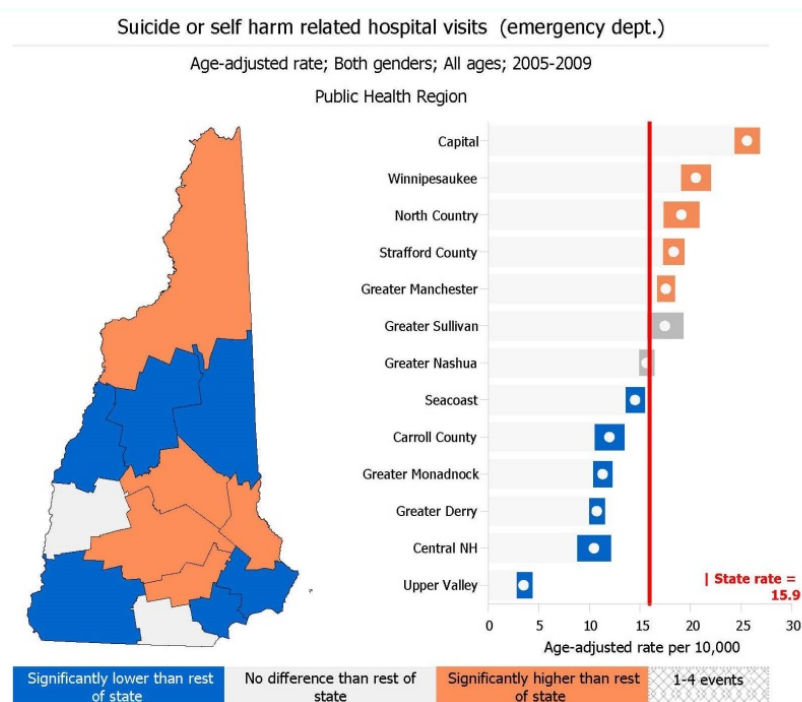 Suicide or self harm related hospital visits (emergency dept.)
Age-adjusted rate; Both genders; All ages; 2005-2009
Public Health Region
Capital
Winnipesaukee
North Country
Strafford County
Greater Manchester
Greater Sullivan
Greater Nashua
Seacoast
Carroll County
Greater Monadnock
Greater Derry
Central NH
Upper Valley
| State rate =
15.9
0 5 10 15 20 25 30
Age-adjusted rate per 10,000
Significantly lower than rest
of state
No difference than rest of
state
Significantly higher than rest
of state
1-4 events